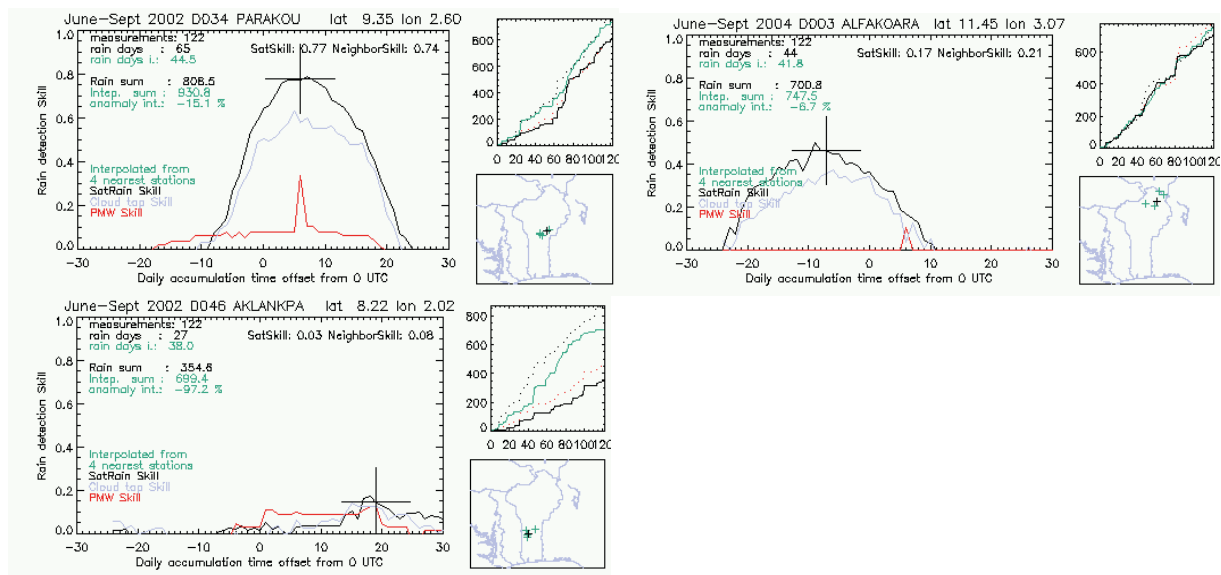 June-Sept 2002 D034 PARAKOU lat 9.35 lon 2.60
measurements: 122
rain days : 65
rain days i.: 44.5
SatSkill: 0.77 NeighborSkill: 0.74
Rain sum : 808.5
Intep. sum : 930.8
anomaly int.: -15.1 %
Interpolated from
4 nearest stations
SatRain Skill
Cloud top Skill
PMW Skill
Rain detection Skill
1.0
0.8
0.6
0.4
0.2
0.0
-30 -20 -10 0 10 20 30
Daily accumulation time offset from 0 UTC
800
600
400
200
0
0 20 40 60 80 100 120
June-Sept 2004 D003 ALFAKOARA lat 11.45 lon 3.07
measurements: 122
rain days : 44
rain days i.: 41.8
SatSkill: 0.17 NeighborSkill: 0.21
Rain sum : 700.8
Intep. sum : 747.5
anomaly int.: -6.7 %
Interpolated from
4 nearest stations
SatRain Skill
Cloud top Skill
PMW Skill
Rain detection Skill
1.0
0.8
0.6
0.4
0.2
0.0
-30 -20 -10 0 10 20 30
Daily accumulation time offset from 0 UTC
600
400
200
0
0 20 40 60 80 100 120
June-Sept 2002 D046 AKLANKPA lat 8.22 lon 2.02
measurements: 122
rain days : 27
rain days i.: 38.0
SatSkill: 0.03 NeighborSkill: 0.08
Rain sum : 354.8
Intep. sum : 699.4
anomaly int.: -97.2 %
Interpolated from
4 nearest stations
SatRain Skill
Cloud top Skill
PMW Skill
Rain detection Skill
1.0
0.8
0.6
0.4
0.2
0.0
-30 -20 -10 0 10 20 30
Daily accumulation time offset from 0 UTC
800
600
400
200
0
0 20 40 60 80 100 120